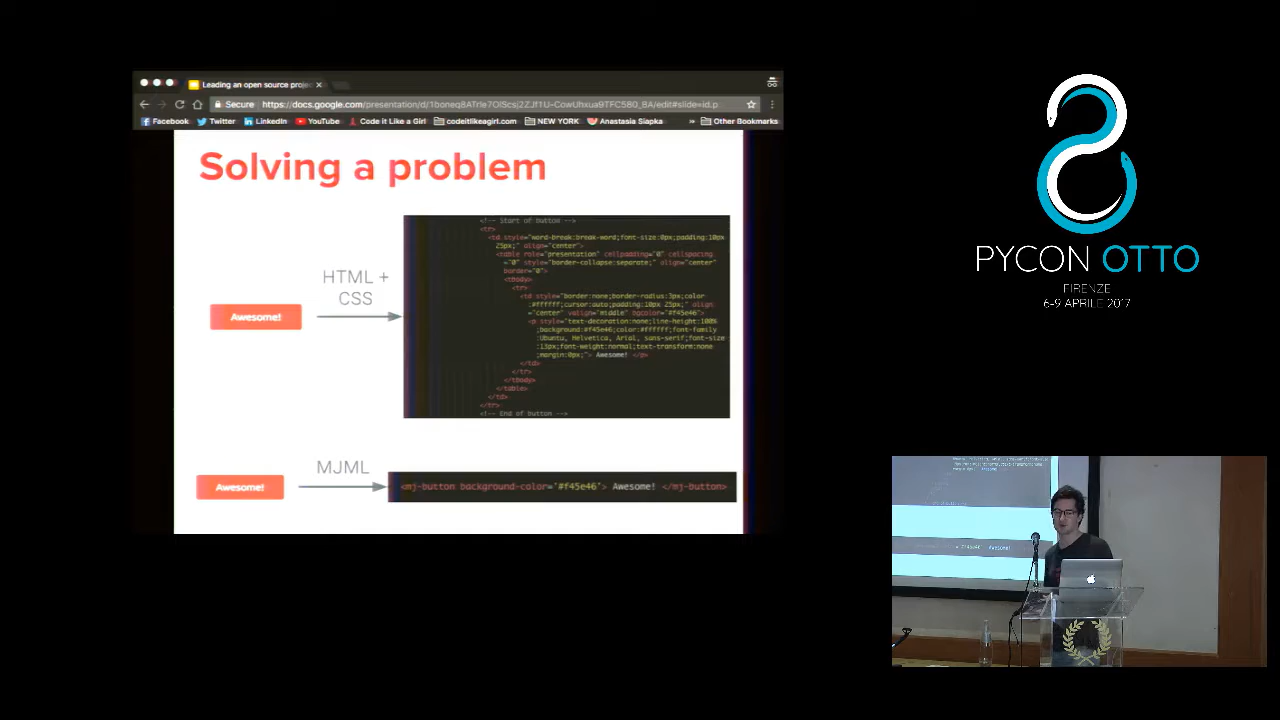 Leading an open source proje
Secure https://docs.google.com/presentation/d/1boneq8ATrle7OlScsj2ZJf1U-CowUhxua9TFC580_8A/edit#slide=id.p
Facebook Twitter LinkedIn YouTube Code it Like a Girl codeitlikeagirl.com NEW YORK Anastasia Siapka » Other Bookmarks
Solving a problem
HTML +
CSS
Awesome!
<!-- Start of button -->
<tr>
<td style="word-break:break-word;font-size:0px;padding:10px
25px;" align="center">
<table role="presentation" cellpadding="0" cellspacing
="0" style="border-collapse:separate;" align="center"
border="0">
<tbody>
<tr>
<td style="border:none;border-radius:3px;color
:#ffffff;cursor:auto;padding:10px 25px;" align
="center" valign="middle" bgcolor="#f45e46">
<p style="text-decoration:none;line-height:100%
;background:#f45e46;color:#ffffff;font-family
:Ubuntu, Helvetica, Arial, sans-serif;font-size
:13px;font-weight:normal;text-transform:none
;margin:0px;"> Awesome! </p>
</td>
</tr>
</tbody>
</table>
</td>
</tr>
<!-- End of button -->
MJML
Awesome!
<mj-button background-color="#f45e46"> Awesome! </mj-button>
PYCON OTTO
FIRENZE
6-9 APRILE 2017